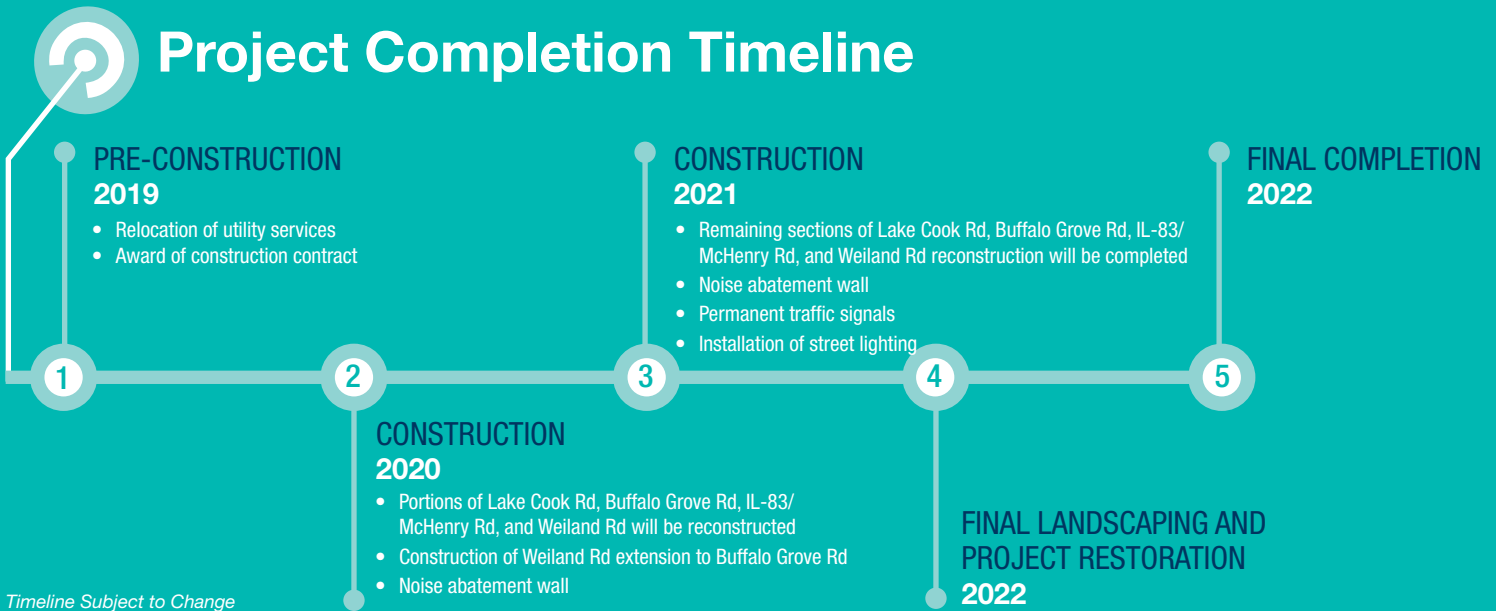 Project Completion Timeline
PRE-CONSTRUCTION
2019
• Relocation of utility services
• Award of construction contract
CONSTRUCTION
2021
• Remaining sections of Lake Cook Rd, Buffalo Grove Rd, IL-83/
McHenry Rd, and Weiland Rd reconstruction will be completed
• Noise abatement wall
• Permanent traffic signals
• Installation of street lighting
FINAL COMPLETION
2022
1
2
3
4
5
CONSTRUCTION
2020
• Portions of Lake Cook Rd, Buffalo Grove Rd, IL-83/
McHenry Rd, and Weiland Rd will be reconstructed
• Construction of Weiland Rd extension to Buffalo Grove Rd
• Noise abatement wall
FINAL LANDSCAPING AND
PROJECT RESTORATION
2022
Timeline Subject to Change